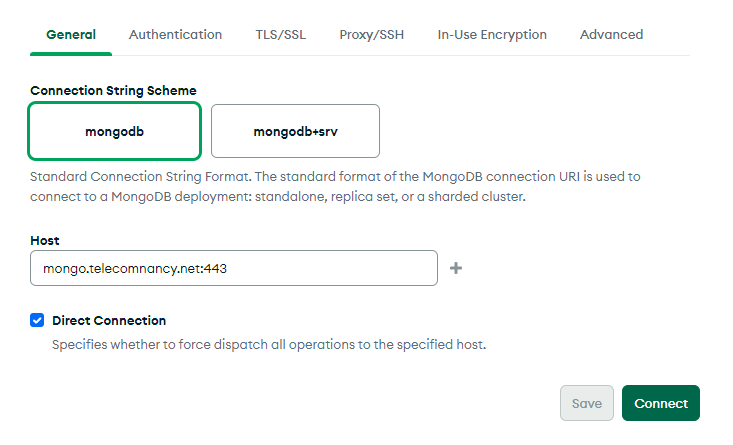 General Authentication TLS/SSL Proxy/SSH In-Use Encryption Advanced
Connection String Scheme
mongodb mongodb+srv
Standard Connection String Format. The standard format of the MongoDB connection URI is used to
connect to a MongoDB deployment: standalone, replica set, or a sharded cluster.
Host
mongo.telecomnancy.net:443
Direct Connection
Specifies whether to force dispatch all operations to the specified host.
Save Connect